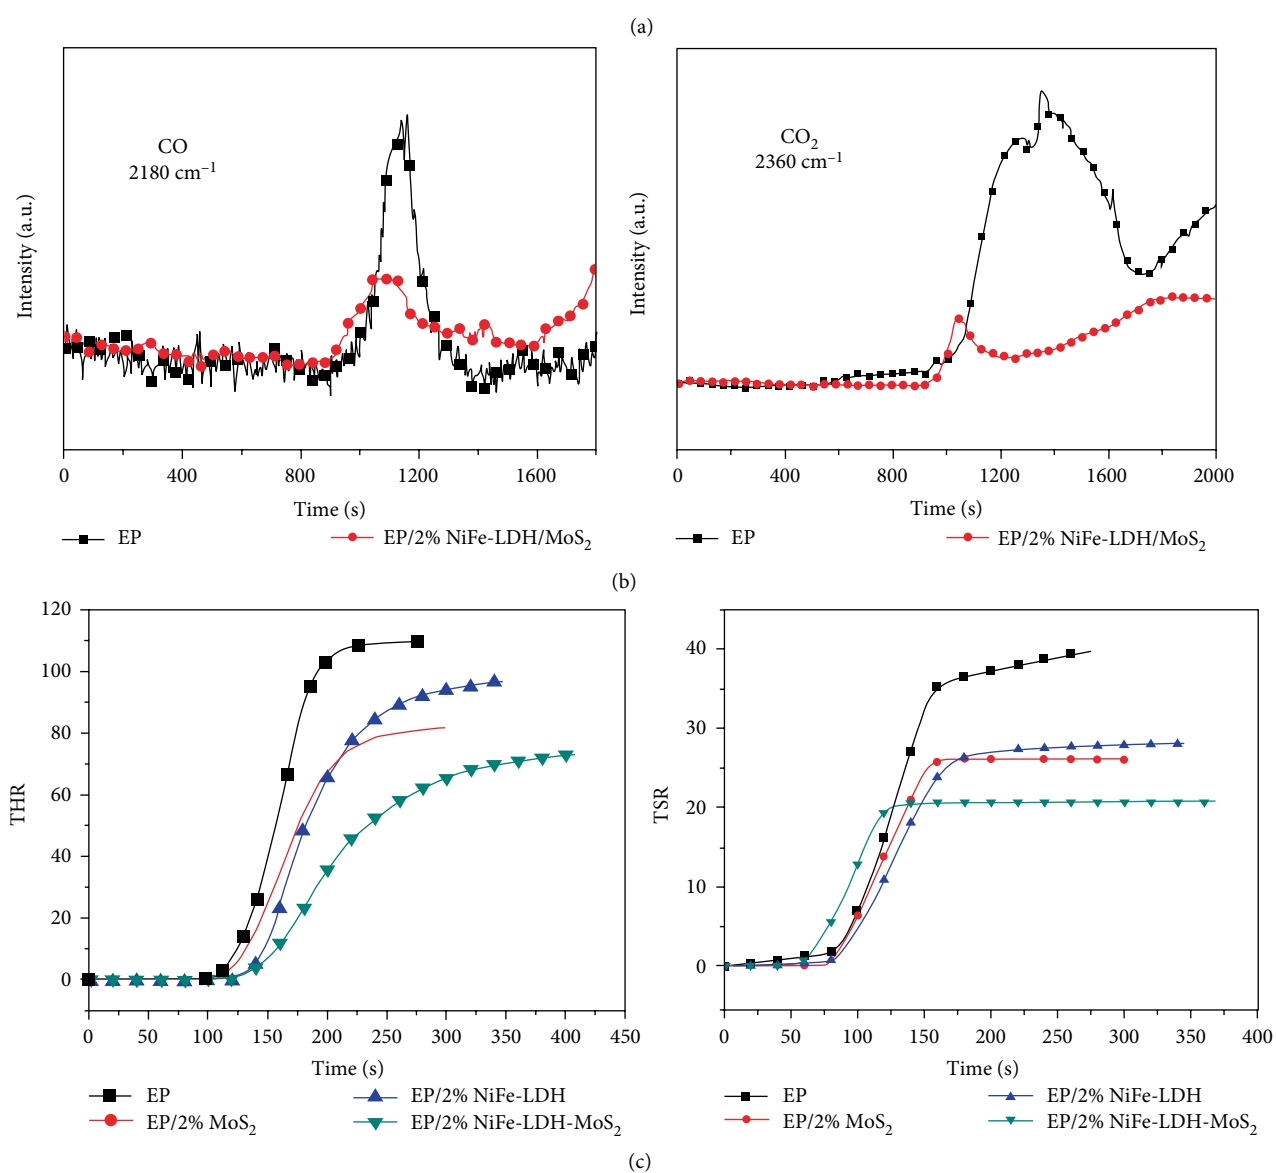 (a)
CO
2180 cm⁻¹
Intensity (a.u.)
0 400 800 1200 1600
Time (s)
EP EP/2% NiFe-LDH/MoS₂
CO₂
2360 cm⁻¹
Intensity (a.u.)
0 400 800 1200 1600 2000
Time (s)
EP EP/2% NiFe-LDH/MoS₂
(b)
120
100
80
60
40
20
0
THR
0 50 100 150 200 250 300 350 400 450
Time (s)
EP EP/2% NiFe-LDH
EP/2% MoS₂ EP/2% NiFe-LDH-MoS₂
40
30
20
10
0
TSR
0 50 100 150 200 250 300 350 400
Time (s)
EP EP/2% NiFe-LDH
EP/2% MoS₂ EP/2% NiFe-LDH-MoS₂
(c)